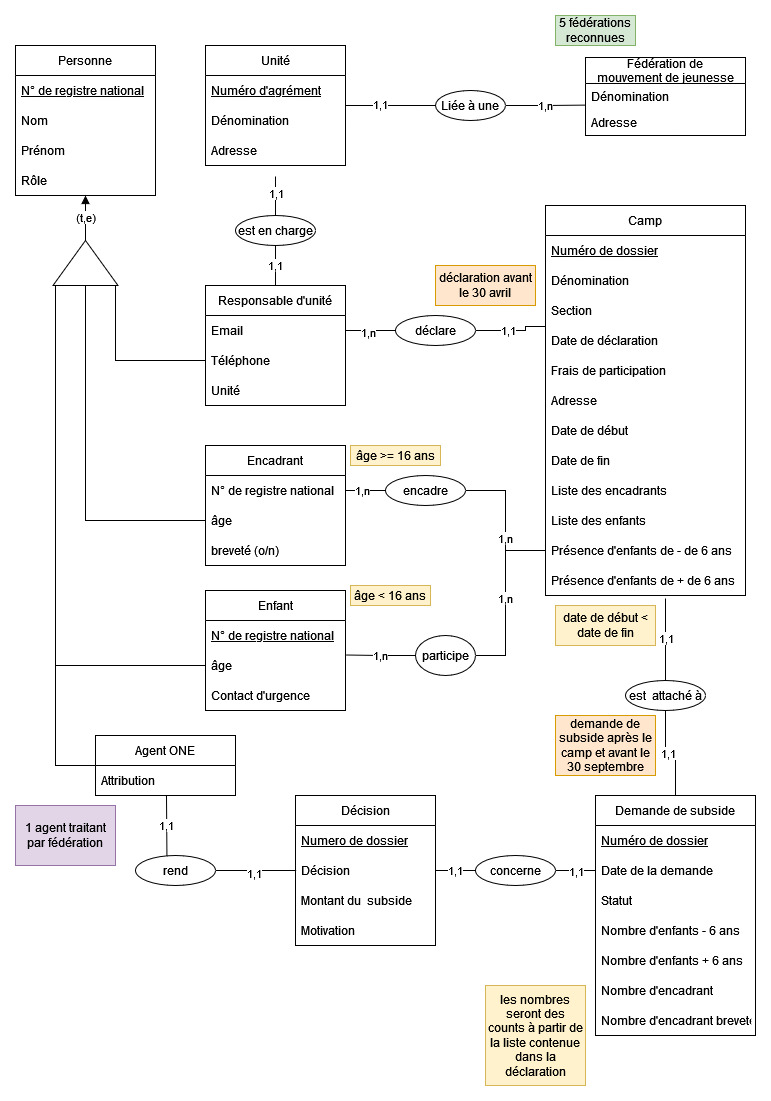 5 fédérations
reconnues
Personne
N° de registre national
Nom
Prénom
Rôle
Unité
Numéro d'agrément
Dénomination
Adresse
1,1
Liée à une
1,n
Fédération de
mouvement de jeunesse
Dénomination
Adresse
(t,e)
1,1
est en charge
1,1
Responsable d'unité
Email
Téléphone
Unité
déclaration avant
le 30 avril
1,n
déclare
1,1
Camp
Numéro de dossier
Dénomination
Section
Date de déclaration
Frais de participation
Adresse
Date de début
Date de fin
Liste des encadrants
Liste des enfants
Présence d'enfants de - de 6 ans
Présence d'enfants de + de 6 ans
Encadrant
N° de registre national
âge
breveté (o/n)
âge >= 16 ans
1,n
encadre
1,n
Enfant
N° de registre national
âge
Contact d'urgence
âge < 16 ans
1,n
participe
1,n
date de début <
date de fin
1,1
est attaché à
1,1
demande de
subside après le
camp et avant le
30 septembre
Agent ONE
Attribution
1 agent traitant
par fédération
1,1
rend
1,1
Décision
Numero de dossier
Décision
Montant du subside
Motivation
1,1
concerne
1,1
Demande de subside
Numéro de dossier
Date de la demande
Statut
Nombre d'enfants - 6 ans
Nombre d'enfants + 6 ans
Nombre d'encadrant
Nombre d'encadrant breveté
les nombres
seront des
counts à partir de
la liste contenue
dans la
déclaration